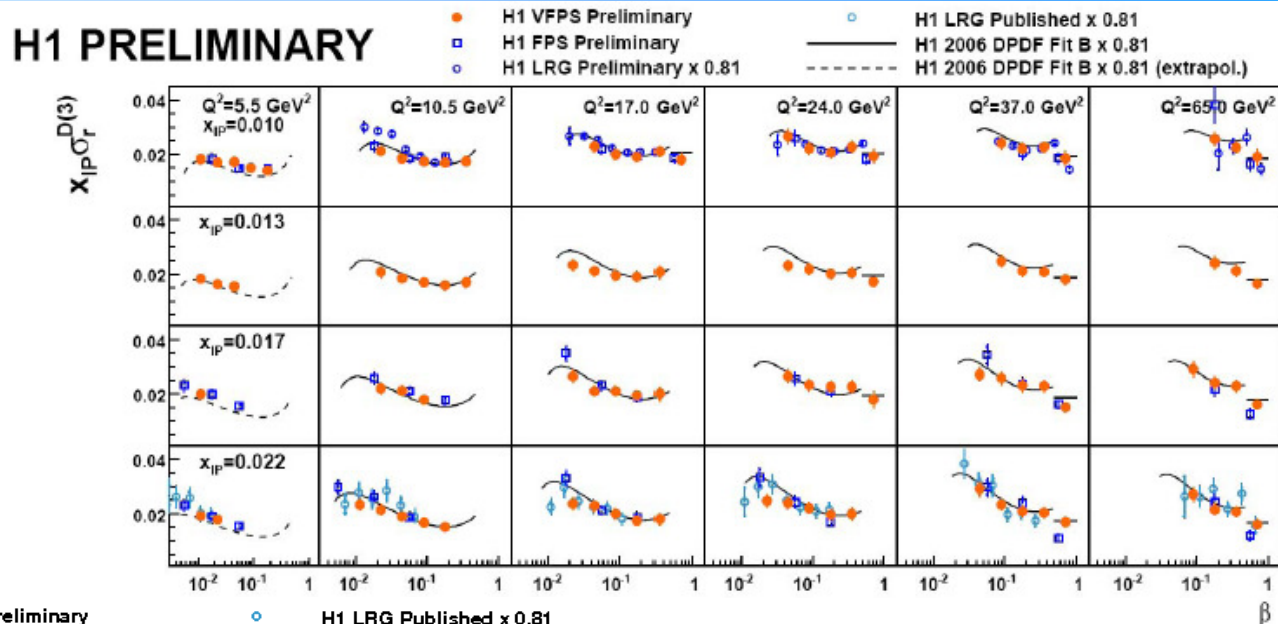 H1 PRELIMINARY
H1 VFPS Preliminary
H1 FPS Preliminary
H1 LRG Preliminary x 0.81
H1 LRG Published x 0.81
H1 2006 DPDF Fit B x 0.81
H1 2006 DPDF Fit B x 0.81 (extrapol.)
x_IP σ_r^D(3)
Q²=5.5 GeV² Q²=10.5 GeV² Q²=17.0 GeV² Q²=24.0 GeV² Q²=37.0 GeV² Q²=65.0 GeV²
x_IP=0.010
0.04
0.02
x_IP=0.013
0.04
0.02
x_IP=0.017
0.04
0.02
x_IP=0.022
0.04
0.02
10⁻² 10⁻¹ 1 10⁻² 10⁻¹ 1 10⁻² 10⁻¹ 1 10⁻² 10⁻¹ 1 10⁻² 10⁻¹ 1 10⁻² 10⁻¹ 1
β
reliminary
H1 LRG Published x 0.81